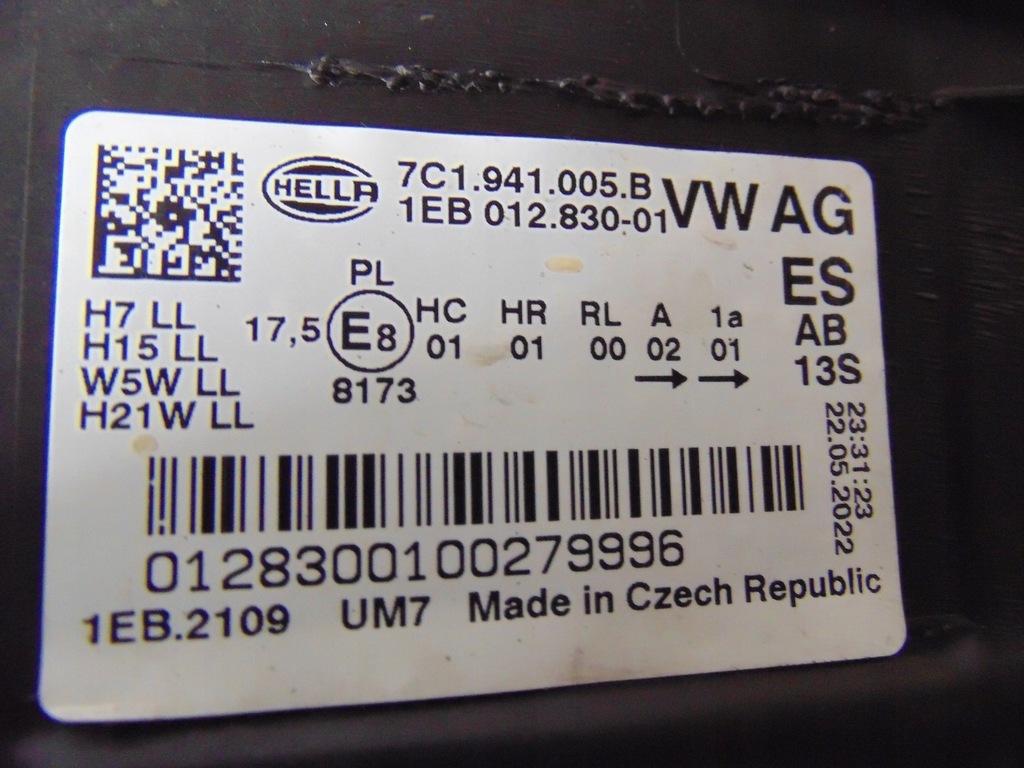 HELLA
7C1.941.005.B
1EB 012.830-01
VW AG
PL
ES
H7 LL
H15 LL
W5W LL
H21W LL
17,5
E8
8173
HC HR RL A 1a
01 01 00 02 01
AB
13S
23:31:23
22.05.2022
0128300100279996
1EB.2109 UM7 Made in Czech Republic